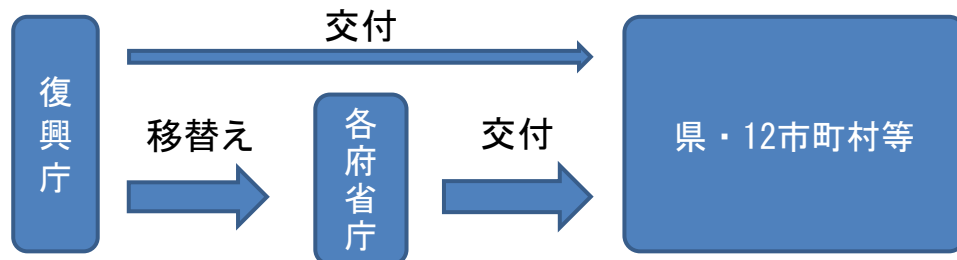 交付
復興庁
移替え
各府省庁
交付
県・12市町村等